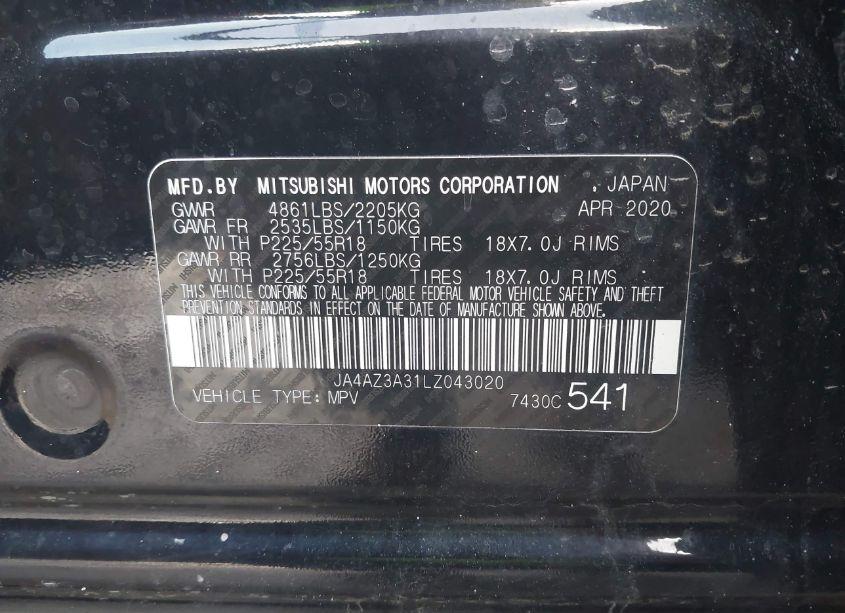 MFD.BY MITSUBISHI MOTORS CORPORATION , JAPAN
GVWR 4861LBS/2205KG APR 2020
GAWR FR 2535LBS/1150KG
WITH P225/55R18 TIRES 18X7.0J RIMS
GAWR RR 2756LBS/1250KG
WITH P225/55R18 TIRES 18X7.0J RIMS
THIS VEHICLE CONFORMS TO ALL APPLICABLE FEDERAL MOTOR VEHICLE SAFETY AND THEFT
PREVENTION STANDARDS IN EFFECT ON THE DATE OF MANUFACTURE SHOWN ABOVE.
JA4AZ3A31LZ043020
VEHICLE TYPE: MPV 7430C 541